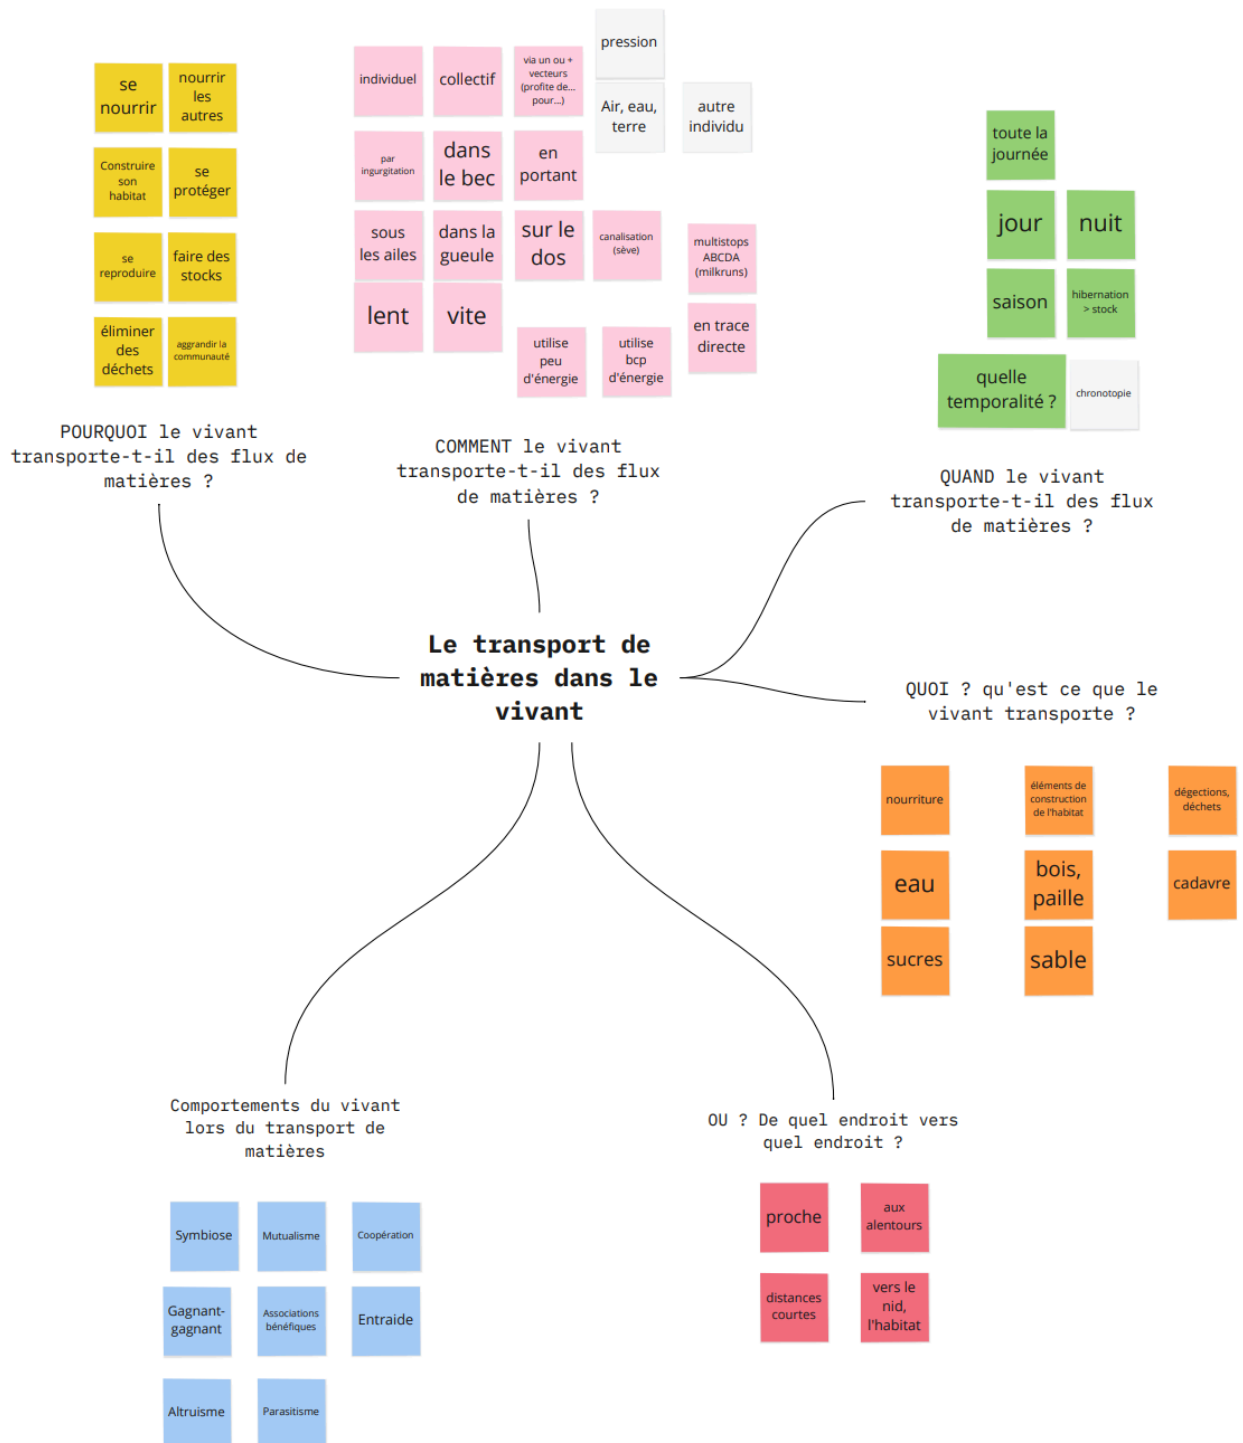 se
nourrir
nourrir
les
autres
Construire
son
habitat
se
protéger
se
reproduire
faire des
stocks
éliminer
des
déchets
aggrandir la
communauté
POURQUOI le vivant
transporte-t-il des flux de
matières ?
individuel
collectif
via un ou +
vecteurs
(profite de...
pour...)
pression
Air, eau,
terre
autre
individu
par
ingurgitation
dans
le bec
en
portant
sous
les ailes
dans la
gueule
sur le
dos
canalisation
(sève)
multistops
ABCDA
(milkruns)
lent
vite
utilise
peu
d'énergie
utilise
bcp
d'énergie
en trace
directe
COMMENT le vivant
transporte-t-il des flux
de matières ?
toute la
journée
jour
nuit
saison
hibernation
> stock
quelle
temporalité ?
chronotopie
QUAND le vivant
transporte-t-il des flux
de matières ?
Le transport de
matières dans le
vivant
QUOI ? qu'est ce que le
vivant transporte ?
nourriture
éléments de
construction
de l'habitat
dégections,
déchets
eau
bois,
paille
cadavre
sucres
sable
Comportements du vivant
lors du transport de
matières
Symbiose
Mutualisme
Coopération
Gagnant-
gagnant
Associations
bénéfiques
Entraide
Altruisme
Parasitisme
OU ? De quel endroit vers
quel endroit ?
proche
aux
alentours
distances
courtes
vers le
nid,
l'habitat